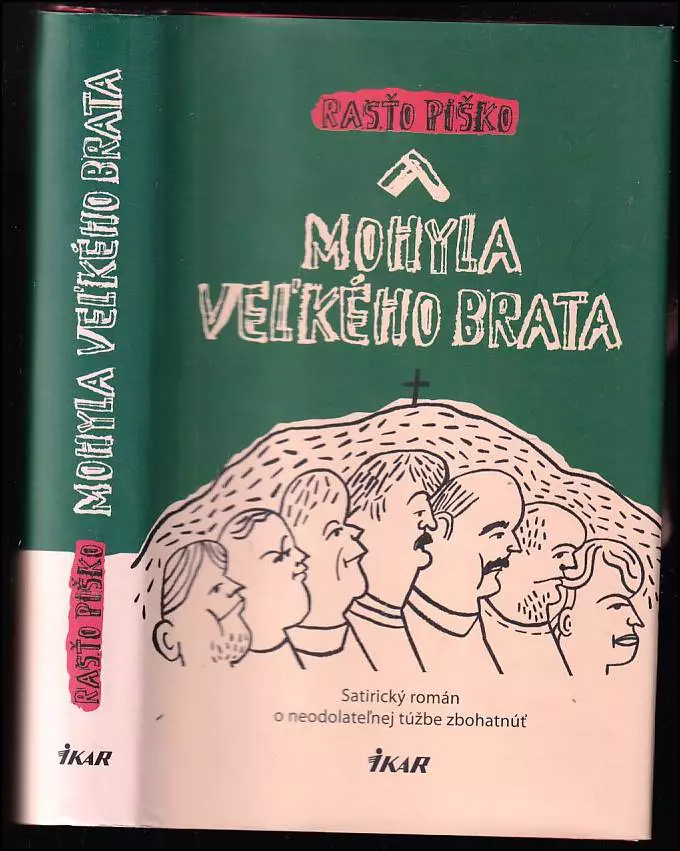 RASŤO PIŠKO
MOHYLA
VEĽKÉHO BRATA
Satirický román
o neodolateľnej túžbe zbohatnúť
IKAR
MOHYLA VEĽKÉHO BRATA
RASŤO PIŠKO
IKAR